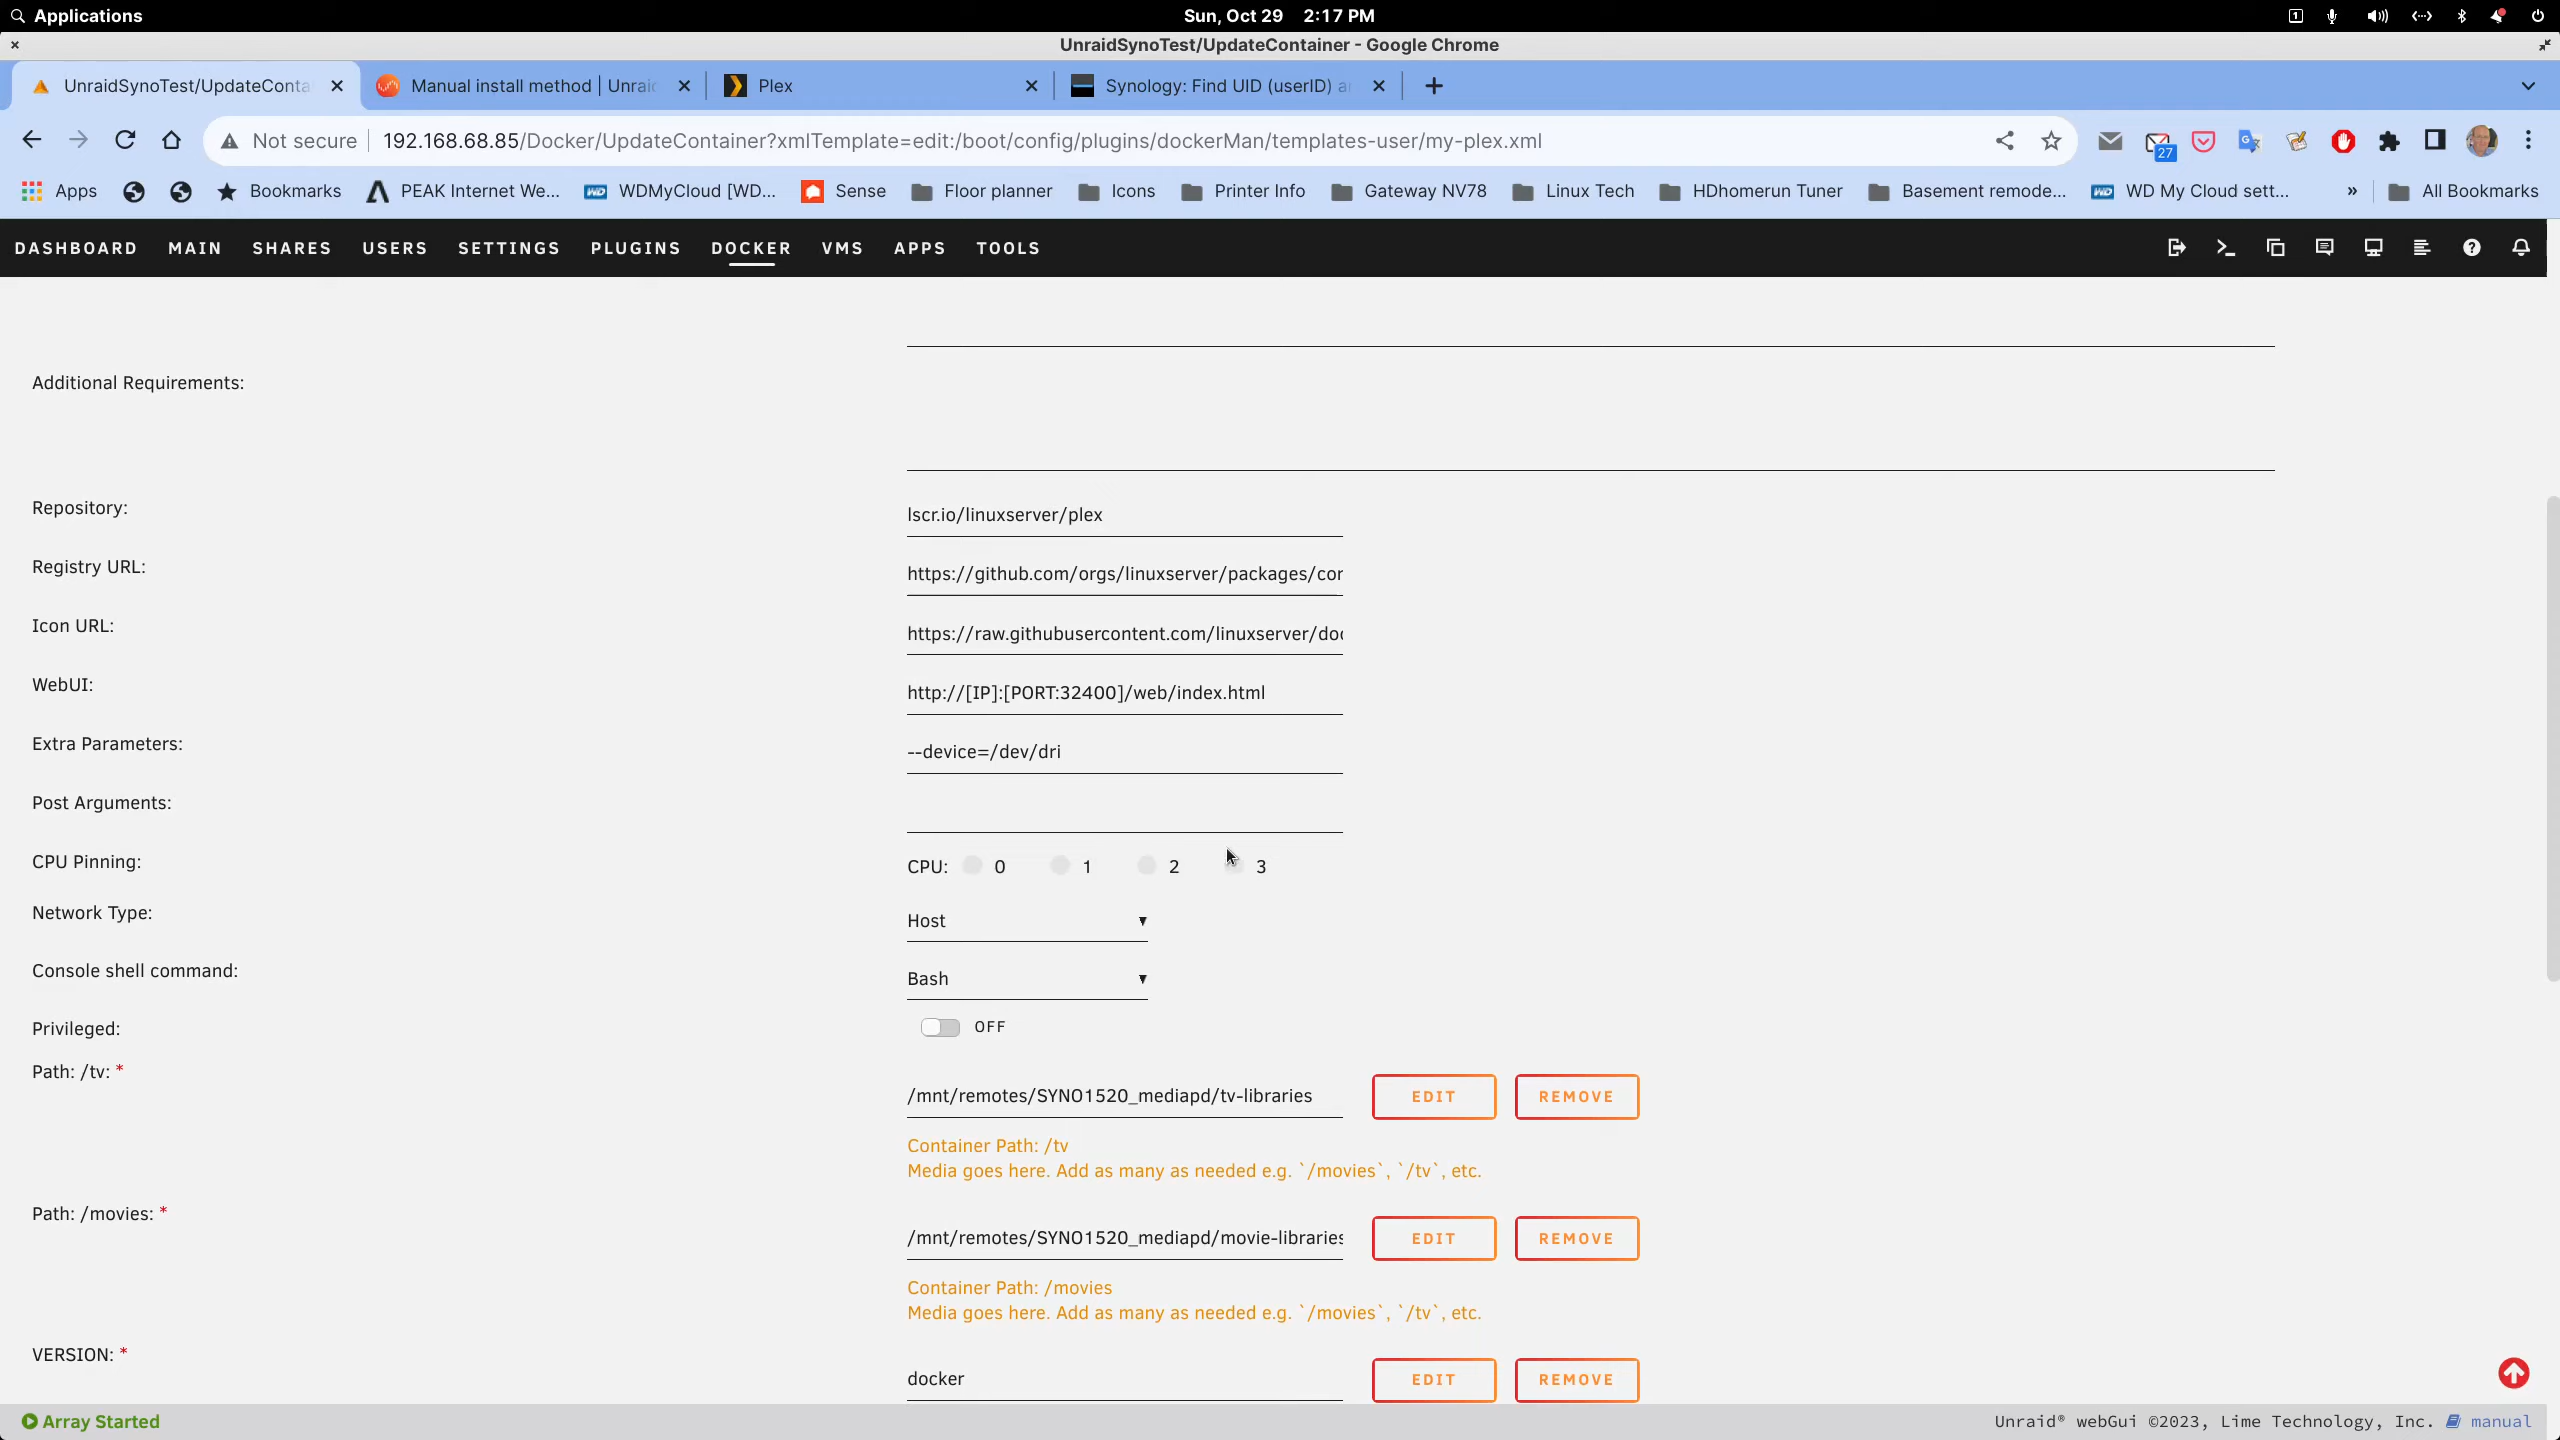 Applications
Sun, Oct 29 2:17 PM
1
UnraidSynoTest/UpdateContainer - Google Chrome
UnraidSynoTest/UpdateConta
Manual install method | Unrai
Plex
Synology: Find UID (userID) a
Not secure
192.168.68.85/Docker/UpdateContainer?xmlTemplate=edit:/boot/config/plugins/dockerMan/templates-user/my-plex.xml
27
Apps
Bookmarks
PEAK Internet We...
WDMyCloud [WD...
Sense
Floor planner
Icons
Printer Info
Gateway NV78
Linux Tech
HDhomerun Tuner
Basement remode...
WD My Cloud sett...
»
All Bookmarks
DASHBOARD MAIN SHARES USERS SETTINGS PLUGINS DOCKER VMS APPS TOOLS
Additional Requirements:
Repository:
lscr.io/linuxserver/plex
Registry URL:
https://github.com/orgs/linuxserver/packages/cor
Icon URL:
https://raw.githubusercontent.com/linuxserver/doc
WebUI:
http://[IP]:[PORT:32400]/web/index.html
Extra Parameters:
--device=/dev/dri
Post Arguments:
CPU Pinning:
CPU: 0 1 2 3
Network Type:
Host
Console shell command:
Bash
Privileged:
OFF
Path: /tv: *
/mnt/remotes/SYNO1520_mediapd/tv-libraries
EDIT
REMOVE
Container Path: /tv
Media goes here. Add as many as needed e.g. `/movies`, `/tv`, etc.
Path: /movies: *
/mnt/remotes/SYNO1520_mediapd/movie-libraries
EDIT
REMOVE
Container Path: /movies
Media goes here. Add as many as needed e.g. `/movies`, `/tv`, etc.
VERSION: *
docker
EDIT
REMOVE
Array Started
Unraid® webGui ©2023, Lime Technology, Inc. manual